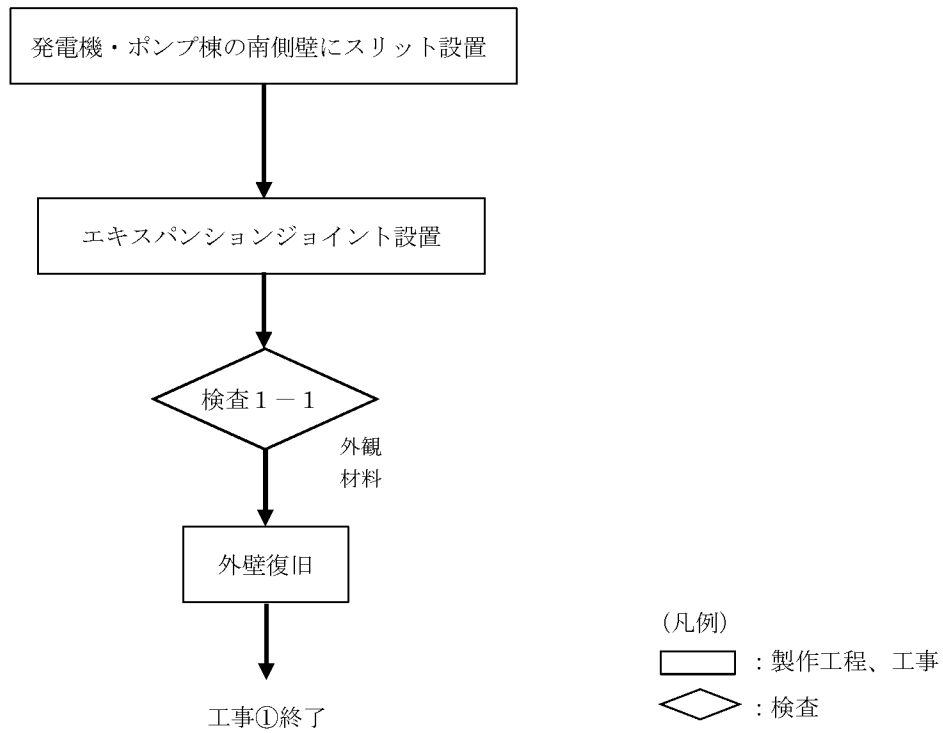 発電機・ポンプ棟の南側壁にスリット設置
エキスパンションジョイント設置
検査１－１
外観
材料
外壁復旧
工事①終了
（凡例）
：製作工程、工事
：検査